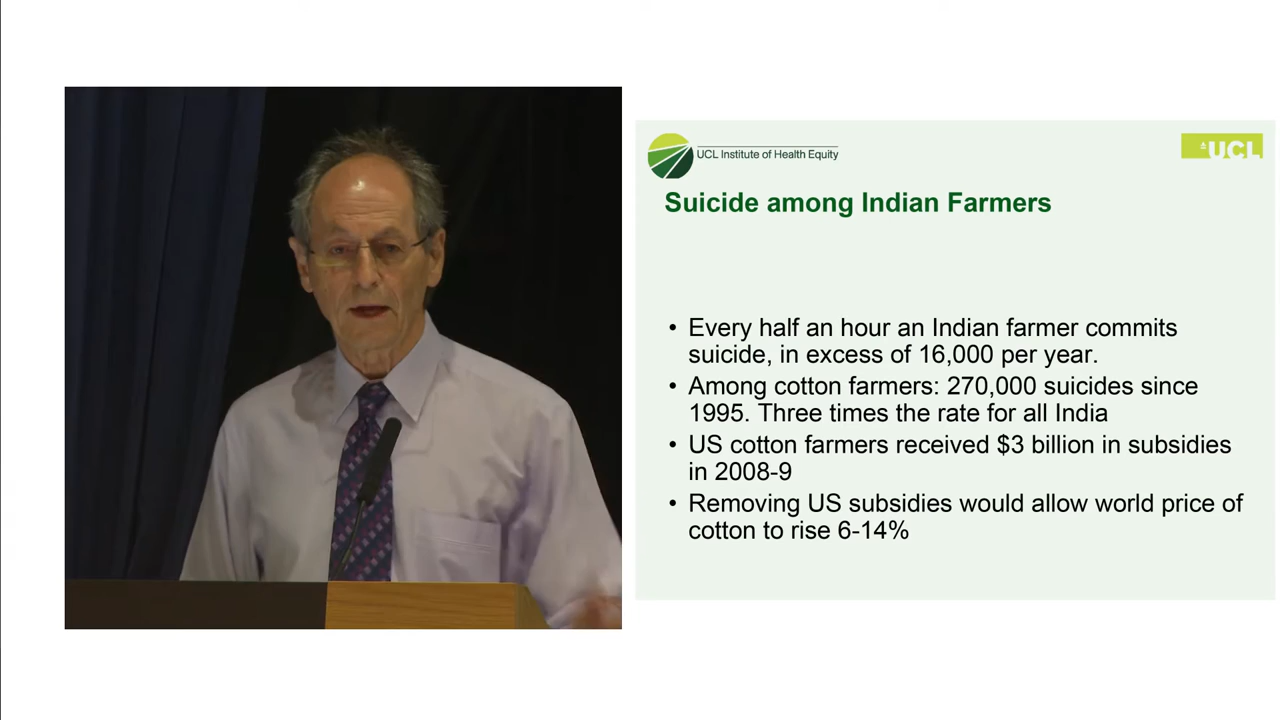 UCL Institute of Health Equity
UCL
Suicide among Indian Farmers
• Every half an hour an Indian farmer commits
suicide, in excess of 16,000 per year.
• Among cotton farmers: 270,000 suicides since
1995. Three times the rate for all India
• US cotton farmers received $3 billion in subsidies
in 2008-9
• Removing US subsidies would allow world price of
cotton to rise 6-14%